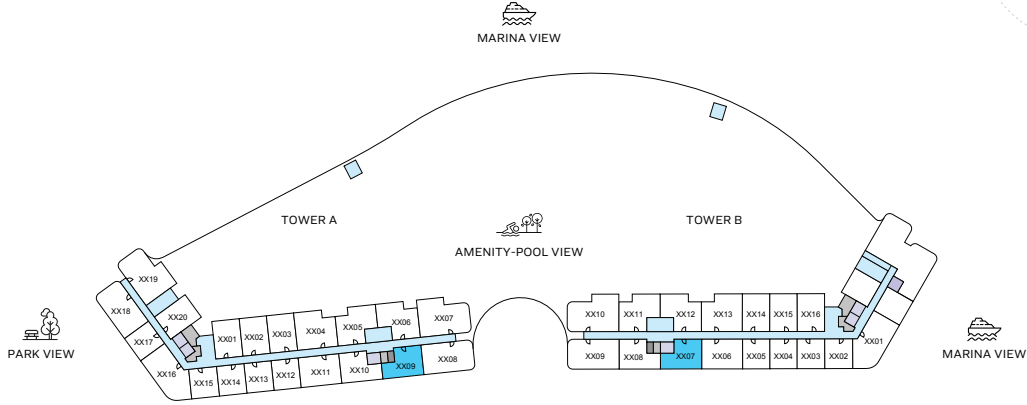 MARINA VIEW
TOWER A
TOWER B
AMENITY-POOL VIEW
XX19
XX18
XX20
XX17
XX16
XX01
XX02
XX03
XX04
XX05
XX06
XX07
XX15
XX14
XX13
XX12
XX11
XX10
XX09
XX08
XX10
XX11
XX12
XX13
XX14
XX15
XX16
XX09
XX08
XX07
XX06
XX05
XX04
XX03
XX02
XX01
PARK VIEW
MARINA VIEW